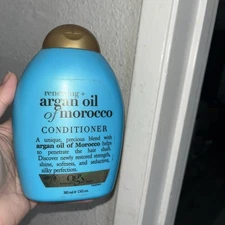 renewing +
argan oil
of morocco
CONDITIONER
A unique, precious blend with
argan oil of Morocco helps
to penetrate the hair shaft.
Discover newly restored strength,
shine, softness, and seductive,
silky perfection.
ogx